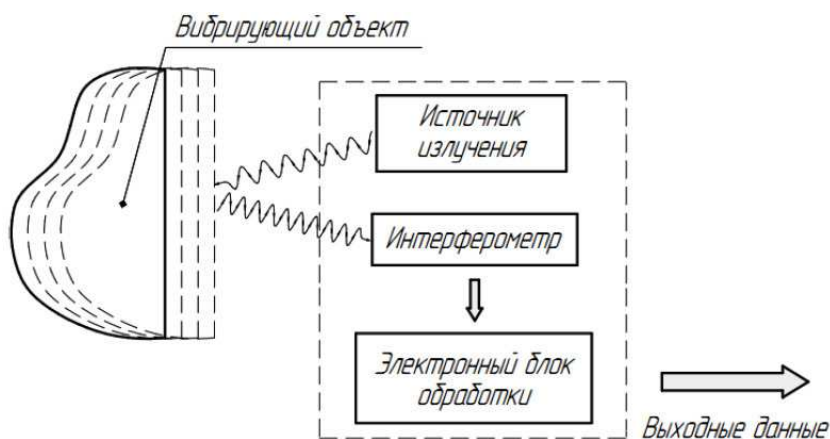 Вибрирующий объект
Источник
излучения
Интерферометр
Электронный блок
обработки
Выходные данные